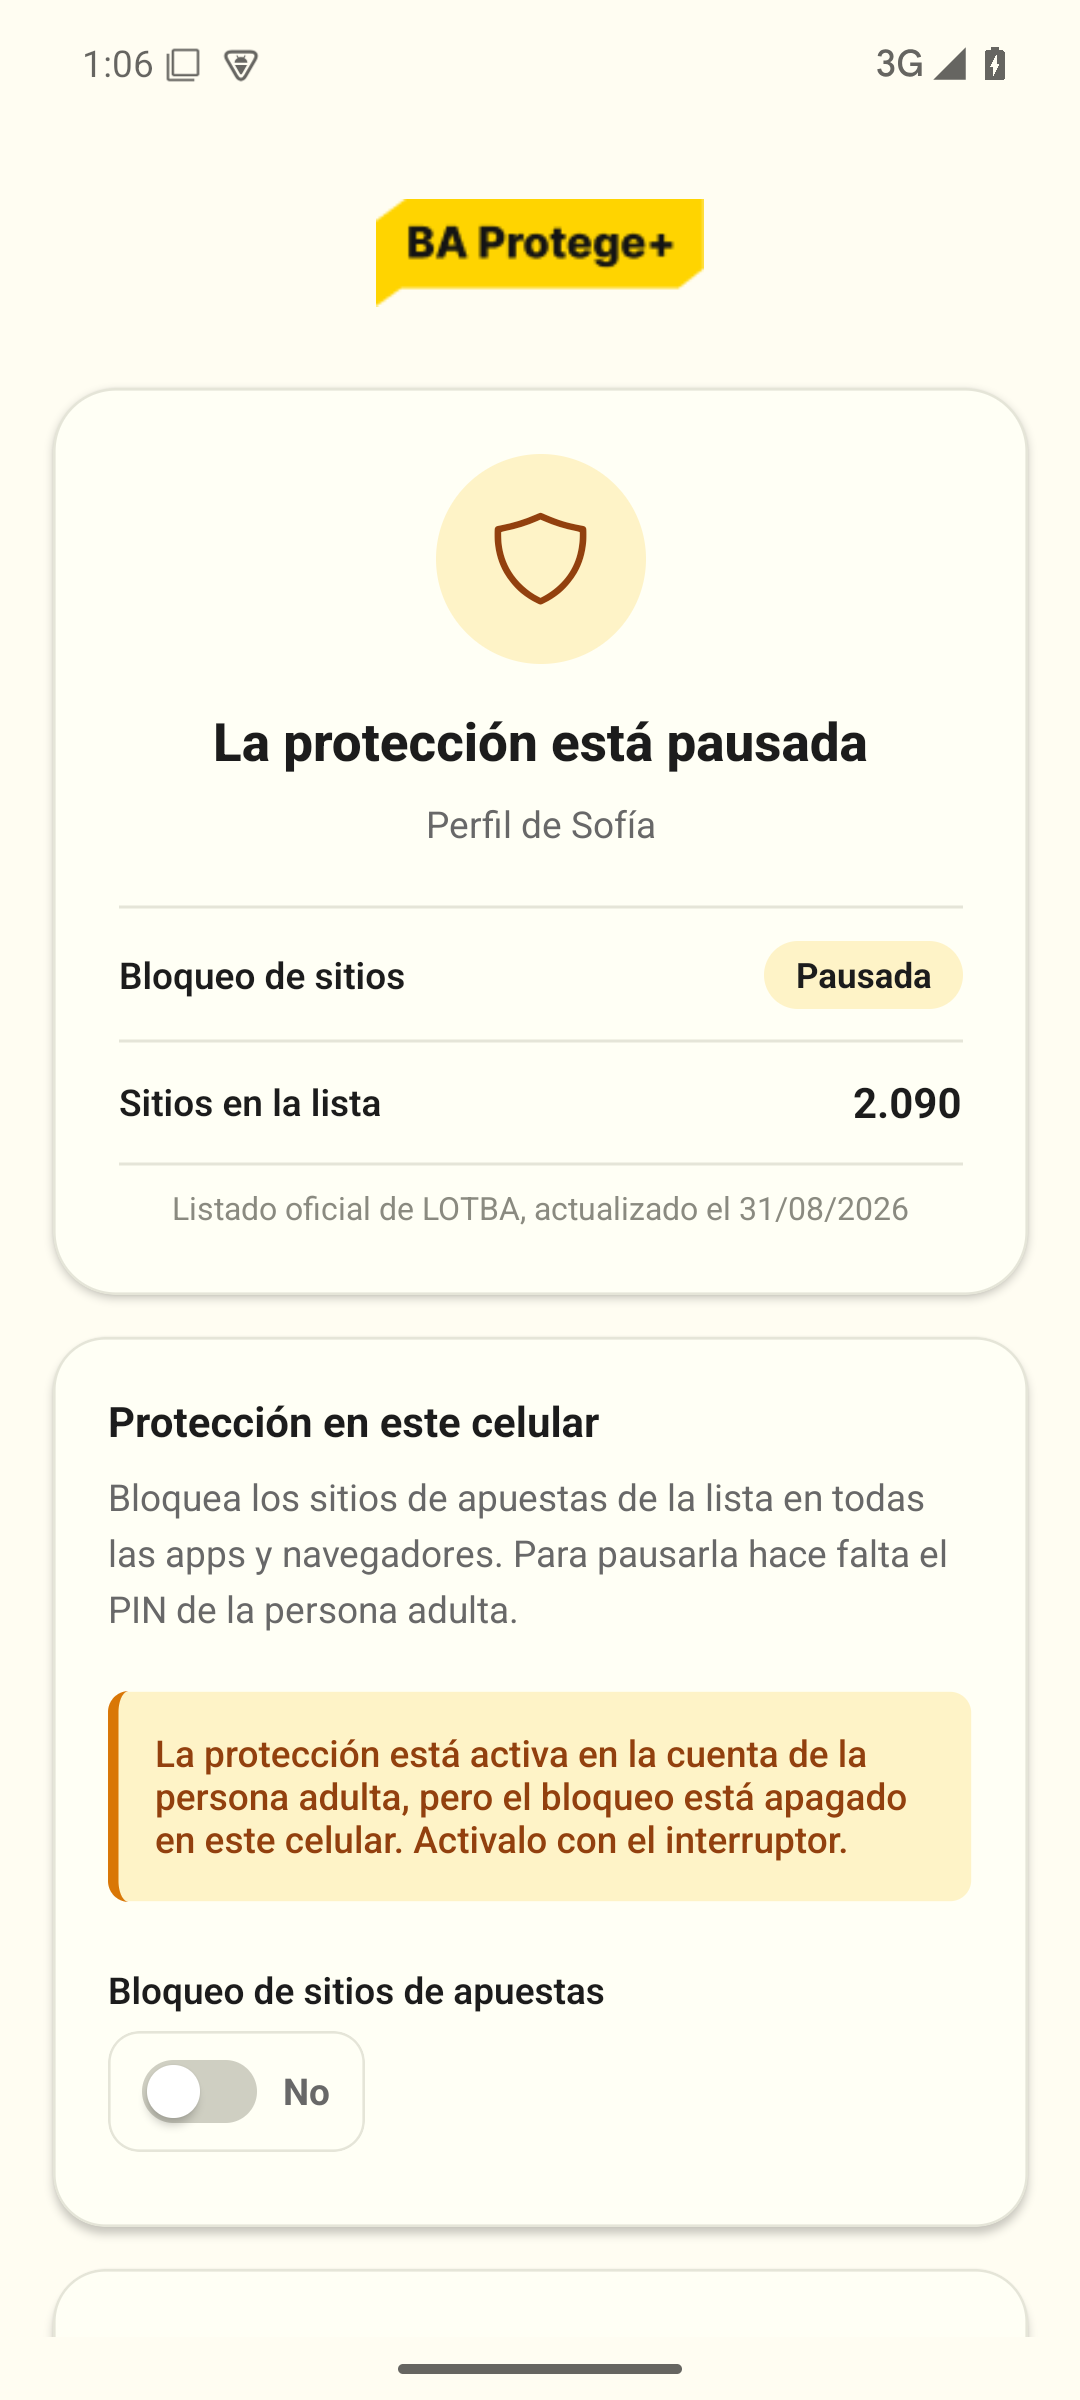 1:06
3G
BA Protege+
La protección está pausada
Perfil de Sofía
Bloqueo de sitios
Pausada
Sitios en la lista
2.090
Listado oficial de LOTBA, actualizado el 31/08/2026
Protección en este celular
Bloquea los sitios de apuestas de la lista en todas
las apps y navegadores. Para pausarla hace falta el
PIN de la persona adulta.
La protección está activa en la cuenta de la
persona adulta, pero el bloqueo está apagado
en este celular. Activalo con el interruptor.
Bloqueo de sitios de apuestas
No